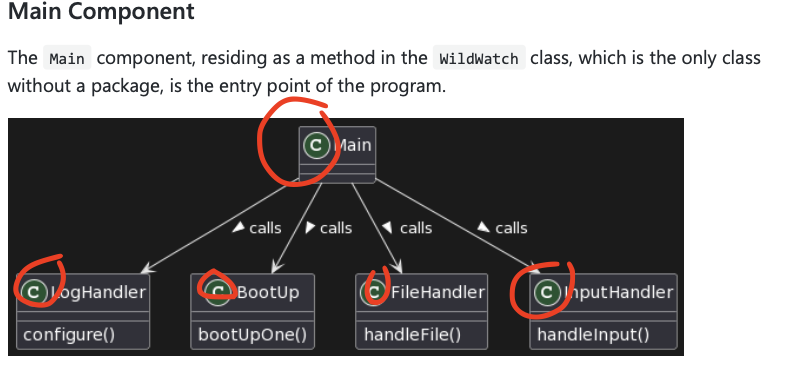 Main Component
The Main component, residing as a method in the WildWatch class, which is the only class
without a package, is the entry point of the program.
C Main
calls calls calls calls
C LogHandler C BootUp C FileHandler C InputHandler
configure() bootUpOne() handleFile() handleInput()